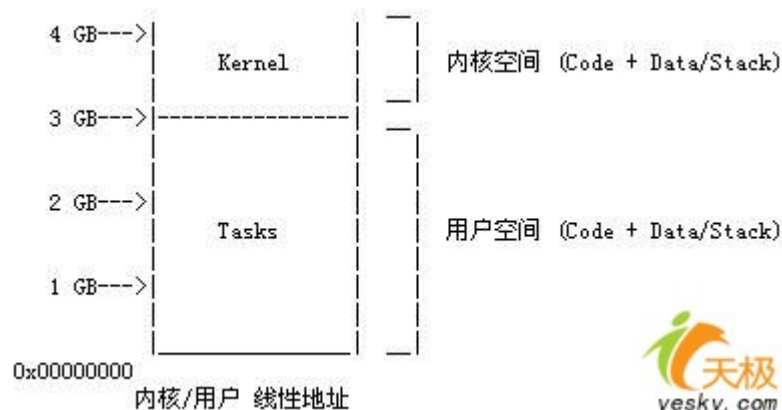 4 GB--->
Kernel
内核空间 (Code + Data/Stack)
3 GB--->
2 GB--->
Tasks
用户空间 (Code + Data/Stack)
1 GB--->
0x00000000
内核/用户 线性地址
天极
yesky.com